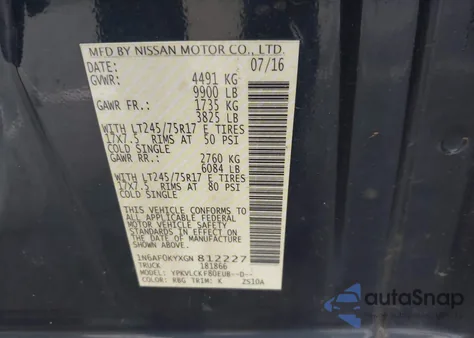 MFD BY NISSAN MOTOR CO., LTD.
DATE: 07/16
GVWR: 4491 KG
9900 LB
GAWR FR.: 1735 KG
3825 LB
WITH LT245/75R17 E TIRES
17X7.5 RIMS AT 50 PSI
COLD SINGLE
GAWR RR.: 2760 KG
6084 LB
WITH LT245/75R17 E TIRES
17X7.5 RIMS AT 80 PSI
COLD SINGLE
THIS VEHICLE CONFORMS TO
ALL APPLICABLE FEDERAL
MOTOR VEHICLE SAFETY
STANDARDS IN EFFECT ON
THE DATE OF MANUFACTURE
SHOWN ABOVE.
1N6AF0KYXGN 812227
TRUCK 181866
MODEL: YPKVLCKF80EUB--D--
COLOR: RBG TRIM: K ZS10A
autoSnap